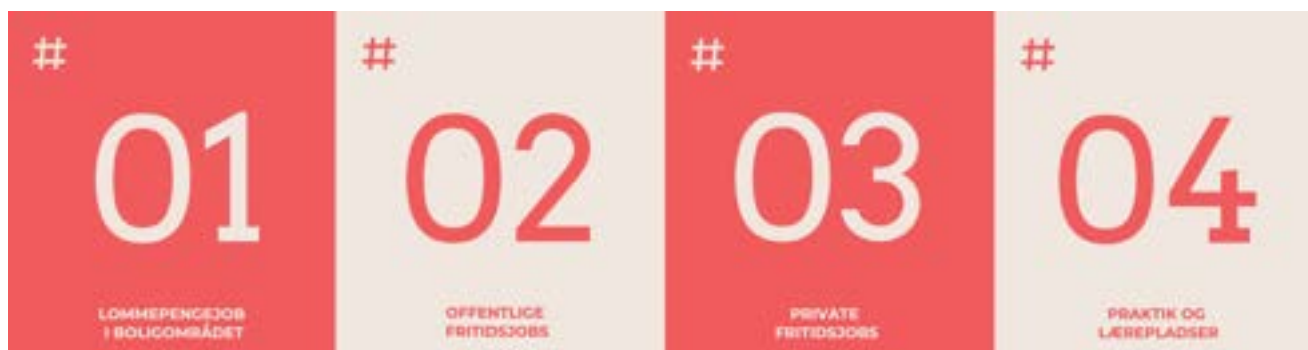 #
01
LOMMEPENGEJOB
I BOLIGOMRÅDET
#
02
OFFENTLIGE
FRITIDSJOBS
#
03
PRIVATE
FRITIDSJOBS
#
04
PRAKTIK OG
LÆREPLADSER